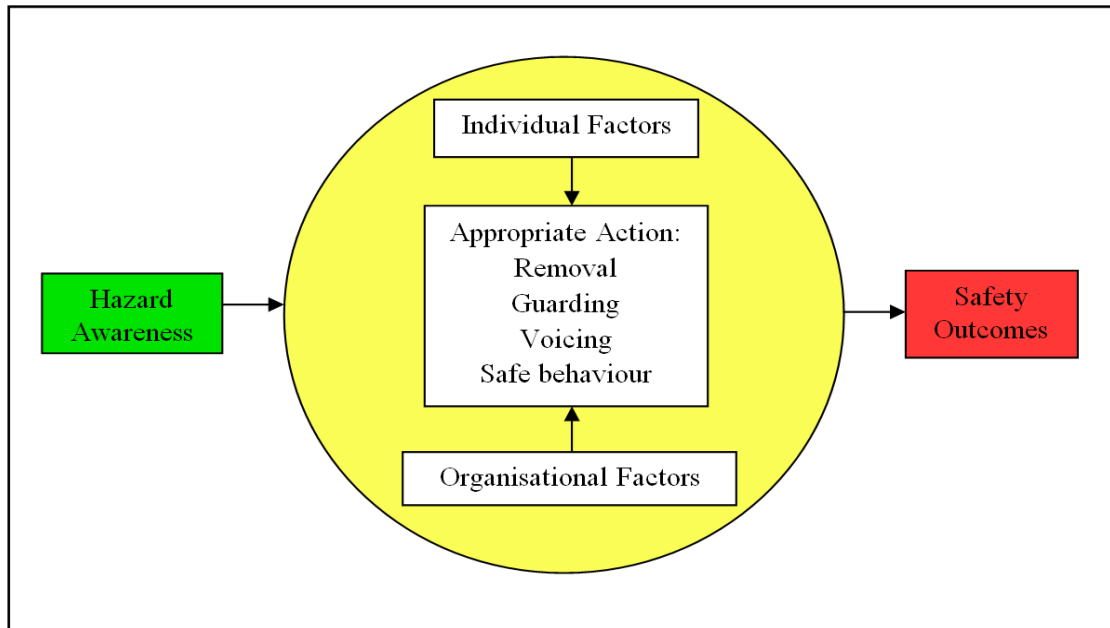 Individual Factors
Appropriate Action:
Removal
Guarding
Voicing
Safe behaviour
Hazard
Awareness
Safety
Outcomes
Organisational Factors